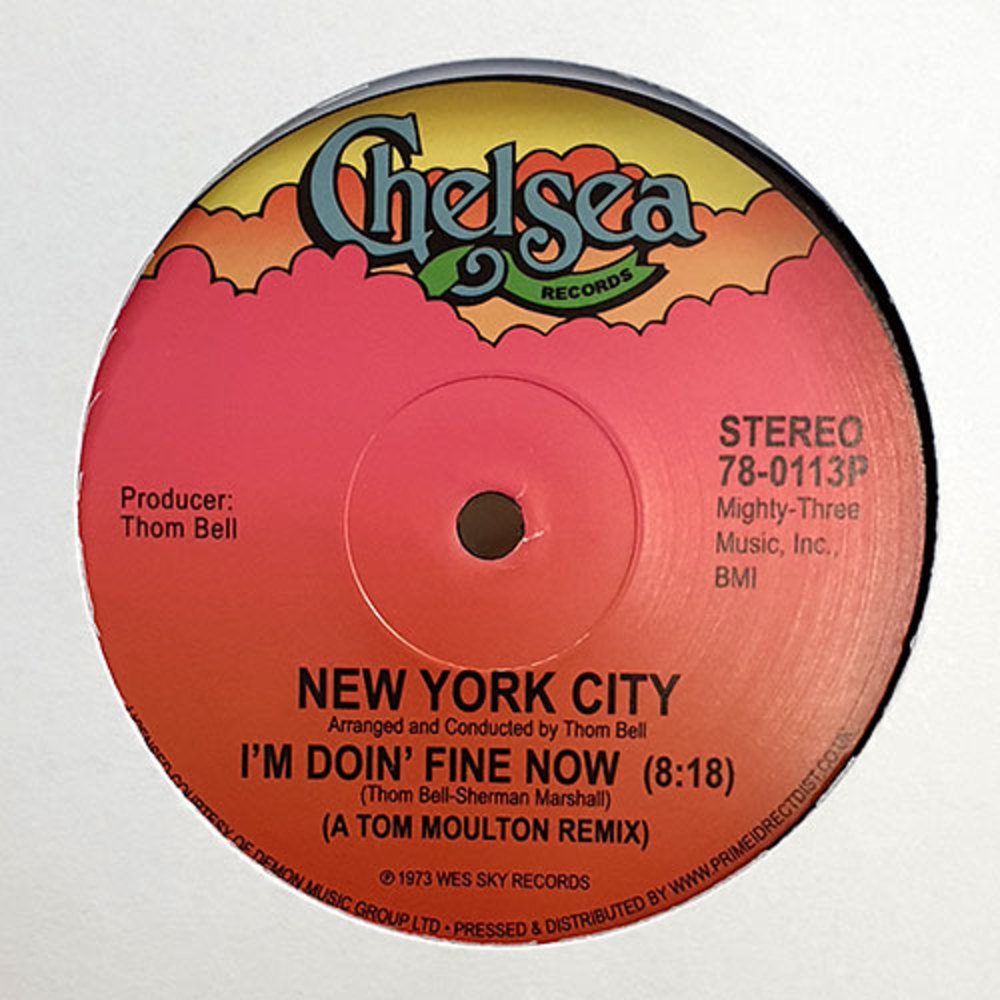 Chelsea
RECORDS
STEREO
78-0113P
Mighty-Three
Music, Inc.,
BMI
Producer:
Thom Bell
NEW YORK CITY
Arranged and Conducted by Thom Bell
I'M DOIN' FINE NOW (8:18)
(Thom Bell-Sherman Marshall)
(A TOM MOULTON REMIX)
℗ 1973 WES SKY RECORDS
LICENSED COURTESY OF DEMON MUSIC GROUP LTD • PRESSED & DISTRIBUTED BY WWW.PRIMEDIRECTDIST.CO.UK